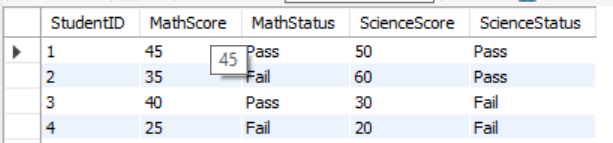 StudentID MathScore MathStatus ScienceScore ScienceStatus
1 45 Pass 50 Pass
45
2 35 Fail 60 Pass
3 40 Pass 30 Fail
4 25 Fail 20 Fail